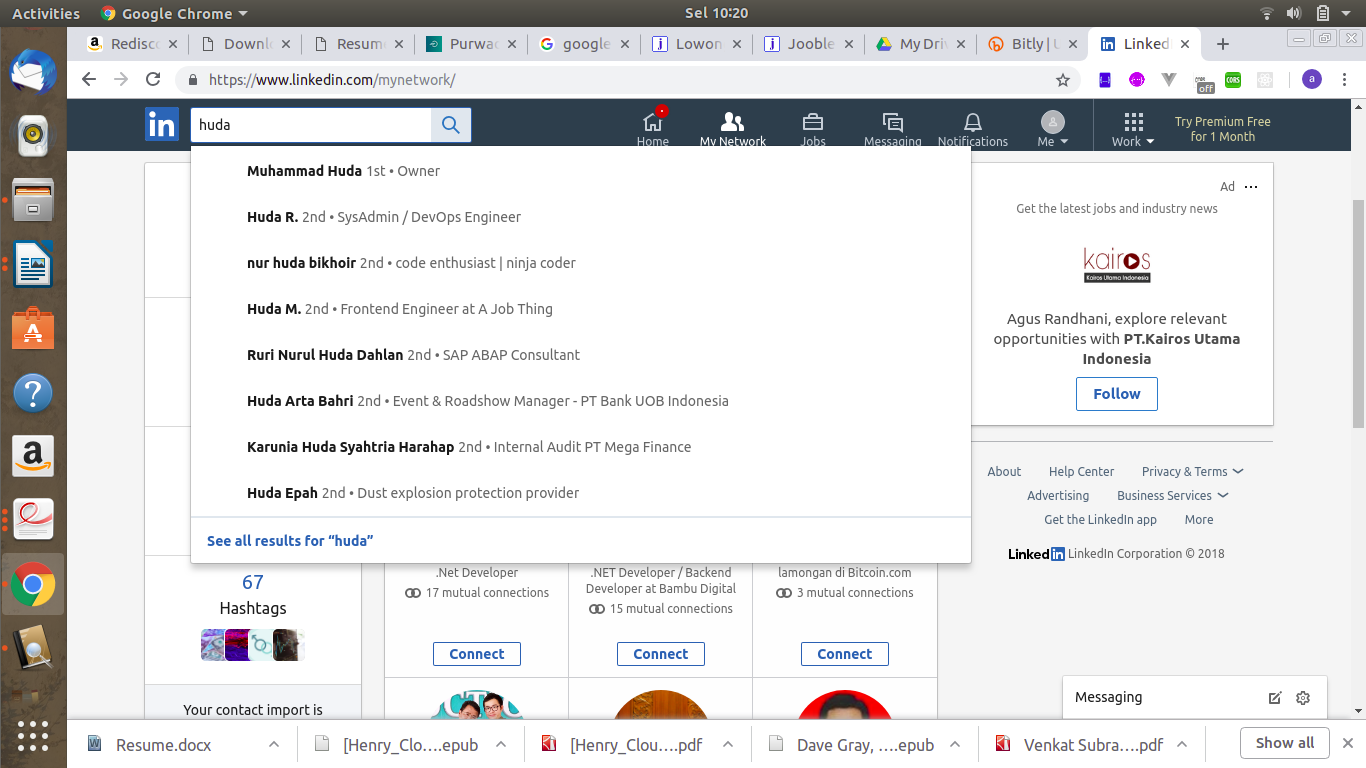 Activities Google Chrome Sel 10:20
Redisc Downl Resum Purwac google Lowon Jooble My Driv Bitly | U Linked
https://www.linkedin.com/mynetwork/ off CORS a
in huda Home My Network Jobs Messaging Notifications Me Work Try Premium Free
for 1 Month
Muhammad Huda 1st • Owner
Huda R. 2nd • SysAdmin / DevOps Engineer
nur huda bikhoir 2nd • code enthusiast | ninja coder
Huda M. 2nd • Frontend Engineer at A Job Thing
Ruri Nurul Huda Dahlan 2nd • SAP ABAP Consultant
Huda Arta Bahri 2nd • Event & Roadshow Manager - PT Bank UOB Indonesia
Karunia Huda Syahtria Harahap 2nd • Internal Audit PT Mega Finance
Huda Epah 2nd • Dust explosion protection provider
See all results for “huda”
67
Hashtags
Your contact import is
.Net Developer
17 mutual connections
Connect
.NET Developer / Backend
Developer at Bambu Digital
15 mutual connections
Connect
lamongan di Bitcoin.com
3 mutual connections
Connect
Ad ...
Get the latest jobs and industry news
kairos
Kairos Utama Indonesia
Agus Randhani, explore relevant
opportunities with PT.Kairos Utama
Indonesia
Follow
About Help Center Privacy & Terms
Advertising Business Services
Get the LinkedIn app More
LinkedIn LinkedIn Corporation © 2018
Messaging
Resume.docx [Henry_Clo….epub [Henry_Clou….pdf Dave Gray, ….epub Venkat Subra….pdf Show all